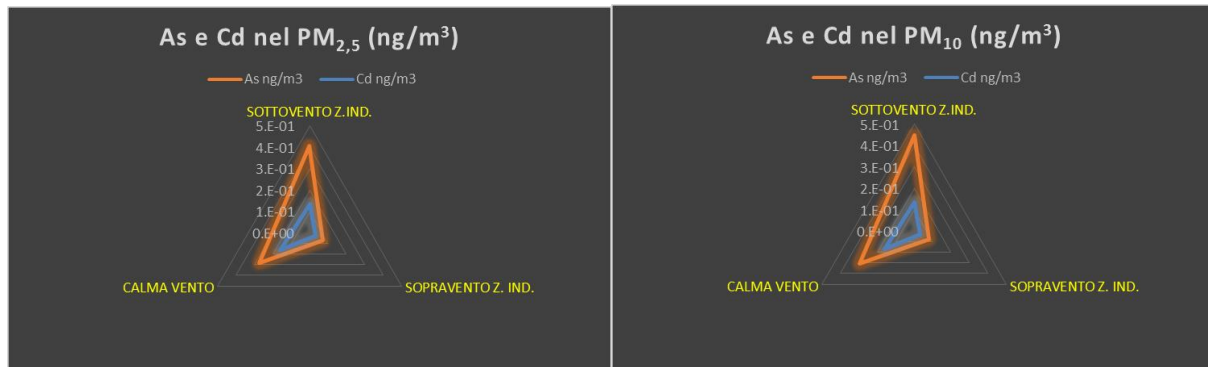 As e Cd nel PM2,5 (ng/m³)
As ng/m3 Cd ng/m3
SOTTOVENTO Z.IND.
5.E-01
4.E-01
3.E-01
2.E-01
1.E-01
0.E+00
CALMA VENTO
SOPRAVENTO Z. IND.
As e Cd nel PM10 (ng/m³)
As ng/m3 Cd ng/m3
SOTTOVENTO Z.IND.
5.E-01
4.E-01
3.E-01
2.E-01
1.E-01
0.E+00
CALMA VENTO
SOPRAVENTO Z. IND.